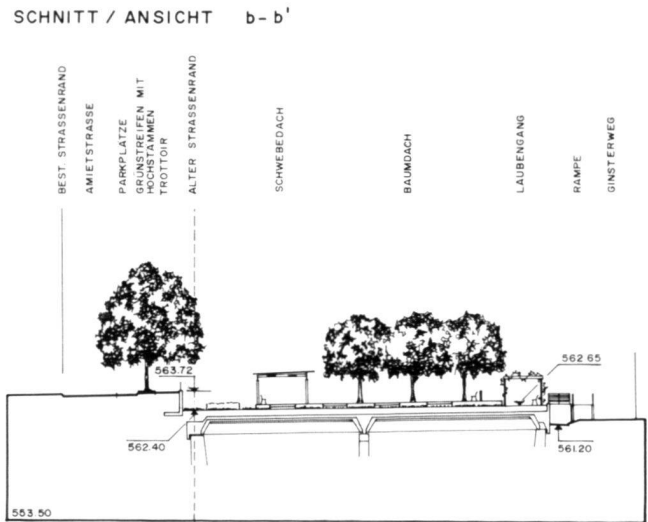 SCHNITT / ANSICHT b-b'
BEST. STRASSENRAND
AMIETSTRASSE
PARKPLÄTZE
GRÜNSTREIFEN MIT
HOCHSTAMMEN
TROTTOIR
ALTER STRASSENRAND
SCHWEBEDACH
BAUMDACH
LAUBENGANG
RAMPE
GINSTERWEG
563.72
562.65
562.40
561.20
553.50